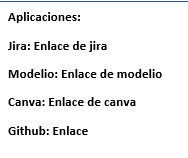 Aplicaciones:
Jira: Enlace de jira
Modelio: Enlace de modelio
Canva: Enlace de canva
Github: Enlace